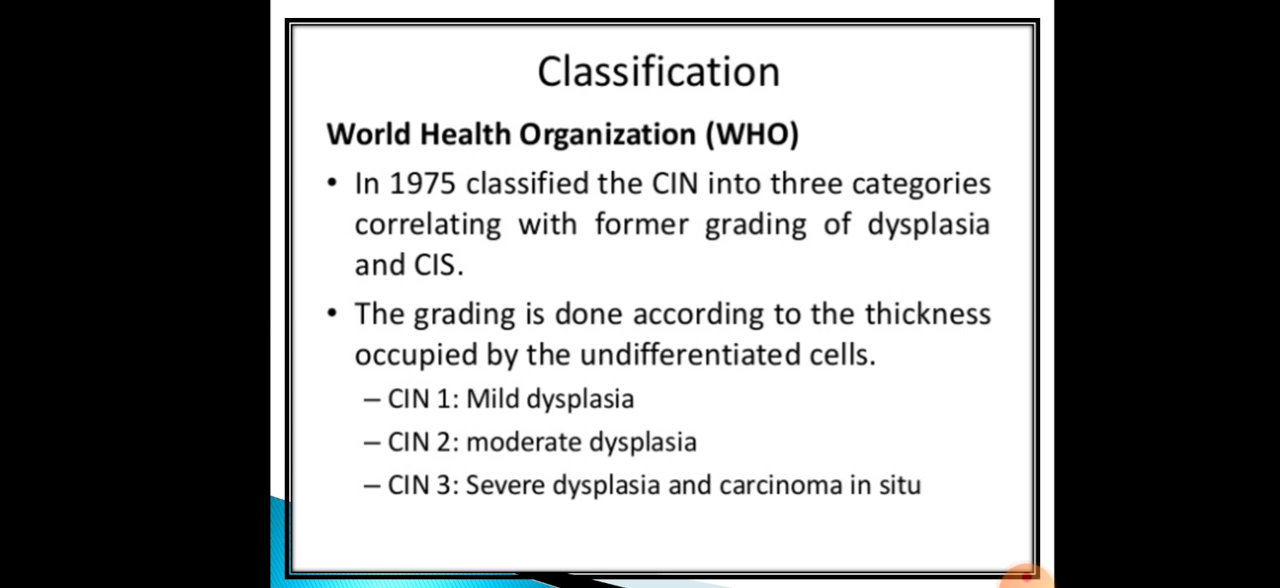 Classification
World Health Organization (WHO)
• In 1975 classified the CIN into three categories
correlating with former grading of dysplasia
and CIS.
• The grading is done according to the thickness
occupied by the undifferentiated cells.
– CIN 1: Mild dysplasia
– CIN 2: moderate dysplasia
– CIN 3: Severe dysplasia and carcinoma in situ